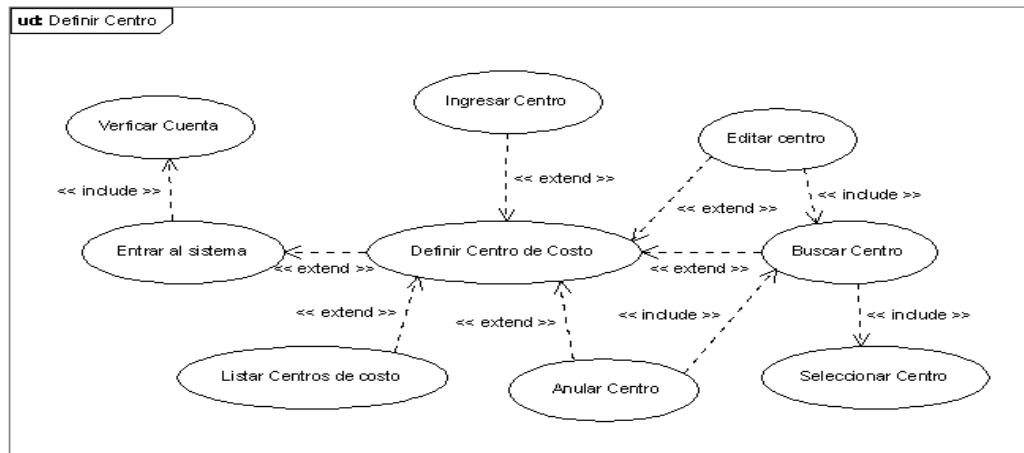 ud: Definir Centro
Ingresar Centro
Verficar Cuenta
Editar centro
<< extend >>
<< include >>
<< include >>
<< extend >>
Entrar al sistema
Definir Centro de Costo
Buscar Centro
<< extend >>
<< extend >>
<< extend >>
<< extend >>
<< include >>
<< include >>
Listar Centros de costo
Anular Centro
Seleccionar Centro